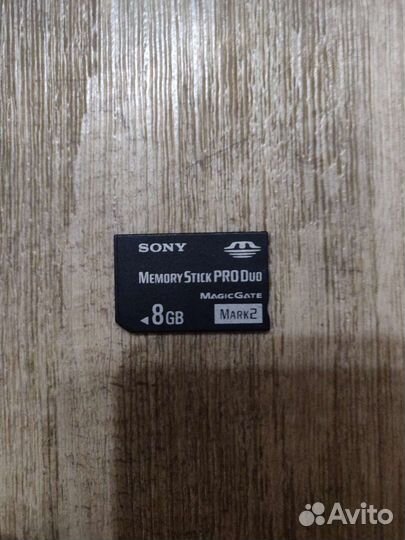 SONY
MEMORY STICK PRO DUO
MAGICGATE
8GB MARK2
Avito